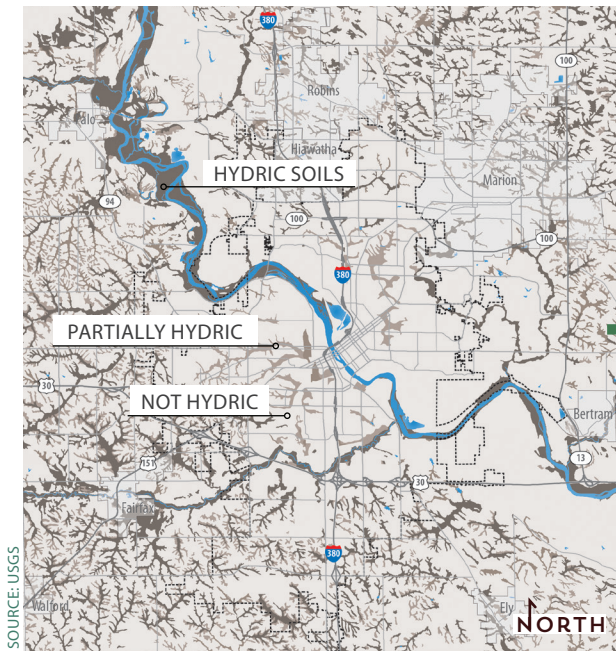 380
100
Robins
Palo
Hiawatha
HYDRIC SOILS
Marion
94
100
100
380
PARTIALLY HYDRIC
30
NOT HYDRIC
Bertram
151
13
30
Fairfax
380
SOURCE: USGS
Walford
Ely
NORTH